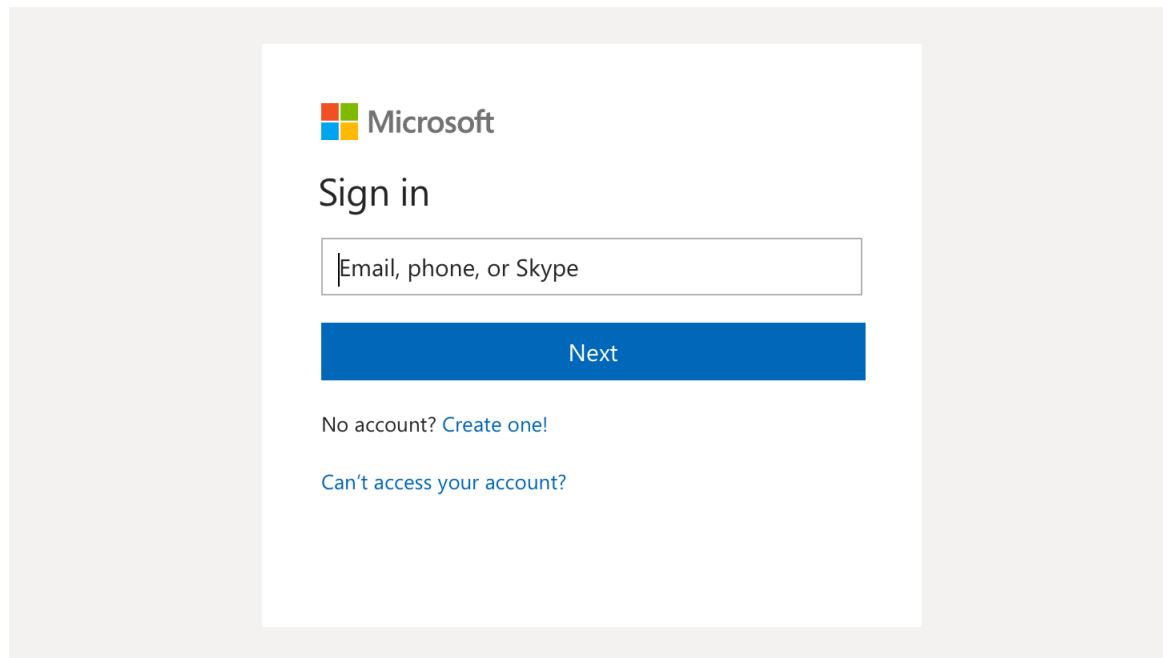 Microsoft
Sign in
Email, phone, or Skype
Next
No account? Create one!
Can’t access your account?